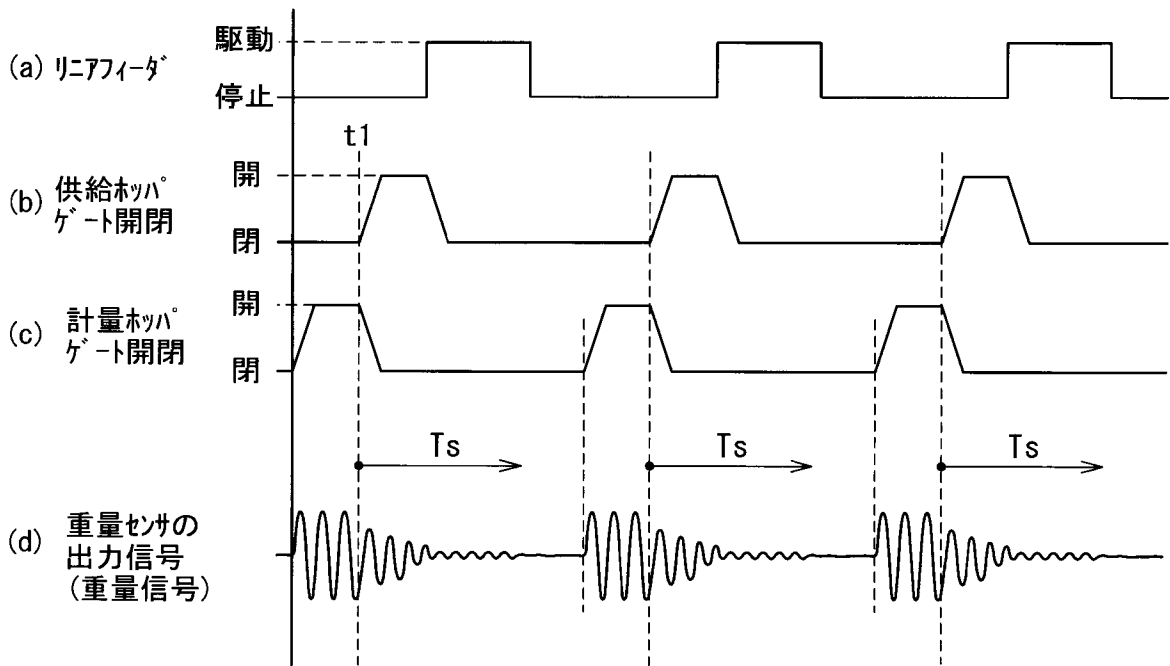 (a) リニアフィーダ
駆動
停止
t1
(b) 供給ホッパ
ゲート開閉
開
閉
(c) 計量ホッパ
ゲート開閉
開
閉
Ts Ts Ts
(d) 重量センサの
出力信号
(重量信号)